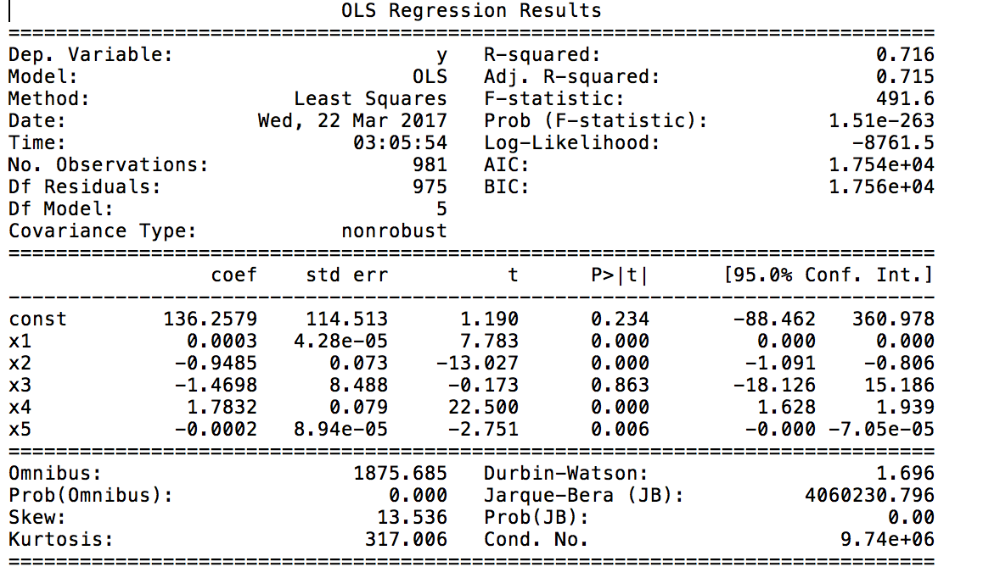 OLS Regression Results
==============================================================================
Dep. Variable:                      y   R-squared:                       0.716
Model:                            OLS   Adj. R-squared:                  0.715
Method:                 Least Squares   F-statistic:                     491.6
Date:                Wed, 22 Mar 2017   Prob (F-statistic):          1.51e-263
Time:                        03:05:54   Log-Likelihood:                -8761.5
No. Observations:                 981   AIC:                         1.754e+04
Df Residuals:                     975   BIC:                         1.756e+04
Df Model:                           5
Covariance Type:            nonrobust
==============================================================================
                 coef    std err          t      P>|t|      [95.0% Conf. Int.]
------------------------------------------------------------------------------
const        136.2579    114.513      1.190      0.234       -88.462   360.978
x1             0.0003   4.28e-05      7.783      0.000         0.000     0.000
x2            -0.9485      0.073    -13.027      0.000        -1.091    -0.806
x3            -1.4698      8.488     -0.173      0.863       -18.126    15.186
x4             1.7832      0.079     22.500      0.000         1.628     1.939
x5            -0.0002   8.94e-05     -2.751      0.006        -0.000 -7.05e-05
==============================================================================
Omnibus:                     1875.685   Durbin-Watson:                   1.696
Prob(Omnibus):                  0.000   Jarque-Bera (JB):          4060230.796
Skew:                          13.536   Prob(JB):                         0.00
Kurtosis:                     317.006   Cond. No.                     9.74e+06
==============================================================================